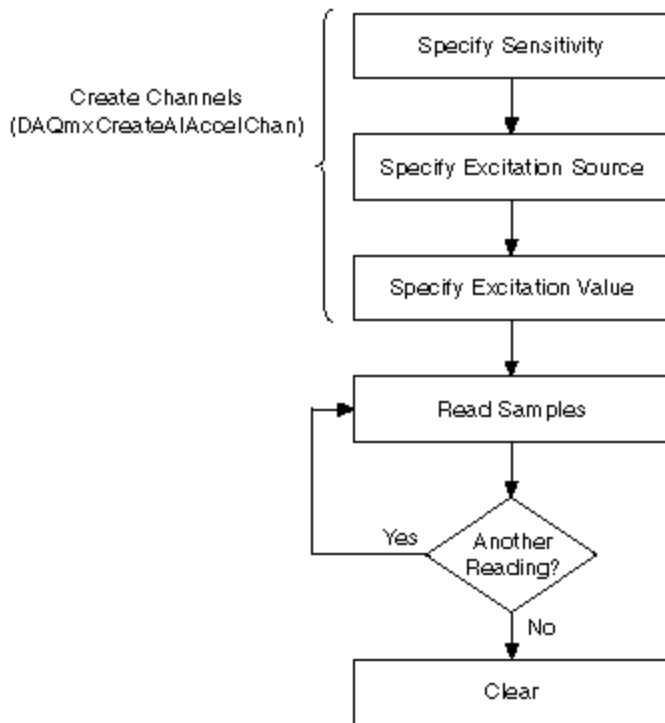 Specify Sensitivity
Create Channels
(DAQmxCreateAIAccelChan)
Specify Excitation Source
Specify Excitation Value
Read Samples
Yes
Another
Reading?
No
Clear